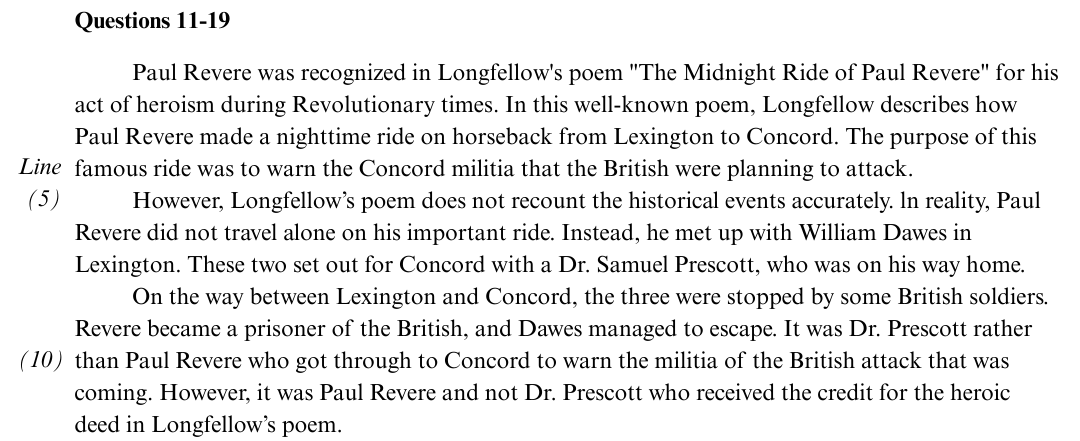 Questions 11-19
Paul Revere was recognized in Longfellow's poem "The Midnight Ride of Paul Revere" for his
act of heroism during Revolutionary times. In this well-known poem, Longfellow describes how
Paul Revere made a nighttime ride on horseback from Lexington to Concord. The purpose of this
Line famous ride was to warn the Concord militia that the British were planning to attack.
(5) However, Longfellow’s poem does not recount the historical events accurately. ln reality, Paul
Revere did not travel alone on his important ride. Instead, he met up with William Dawes in
Lexington. These two set out for Concord with a Dr. Samuel Prescott, who was on his way home.
On the way between Lexington and Concord, the three were stopped by some British soldiers.
Revere became a prisoner of the British, and Dawes managed to escape. It was Dr. Prescott rather
(10) than Paul Revere who got through to Concord to warn the militia of the British attack that was
coming. However, it was Paul Revere and not Dr. Prescott who received the credit for the heroic
deed in Longfellow’s poem.